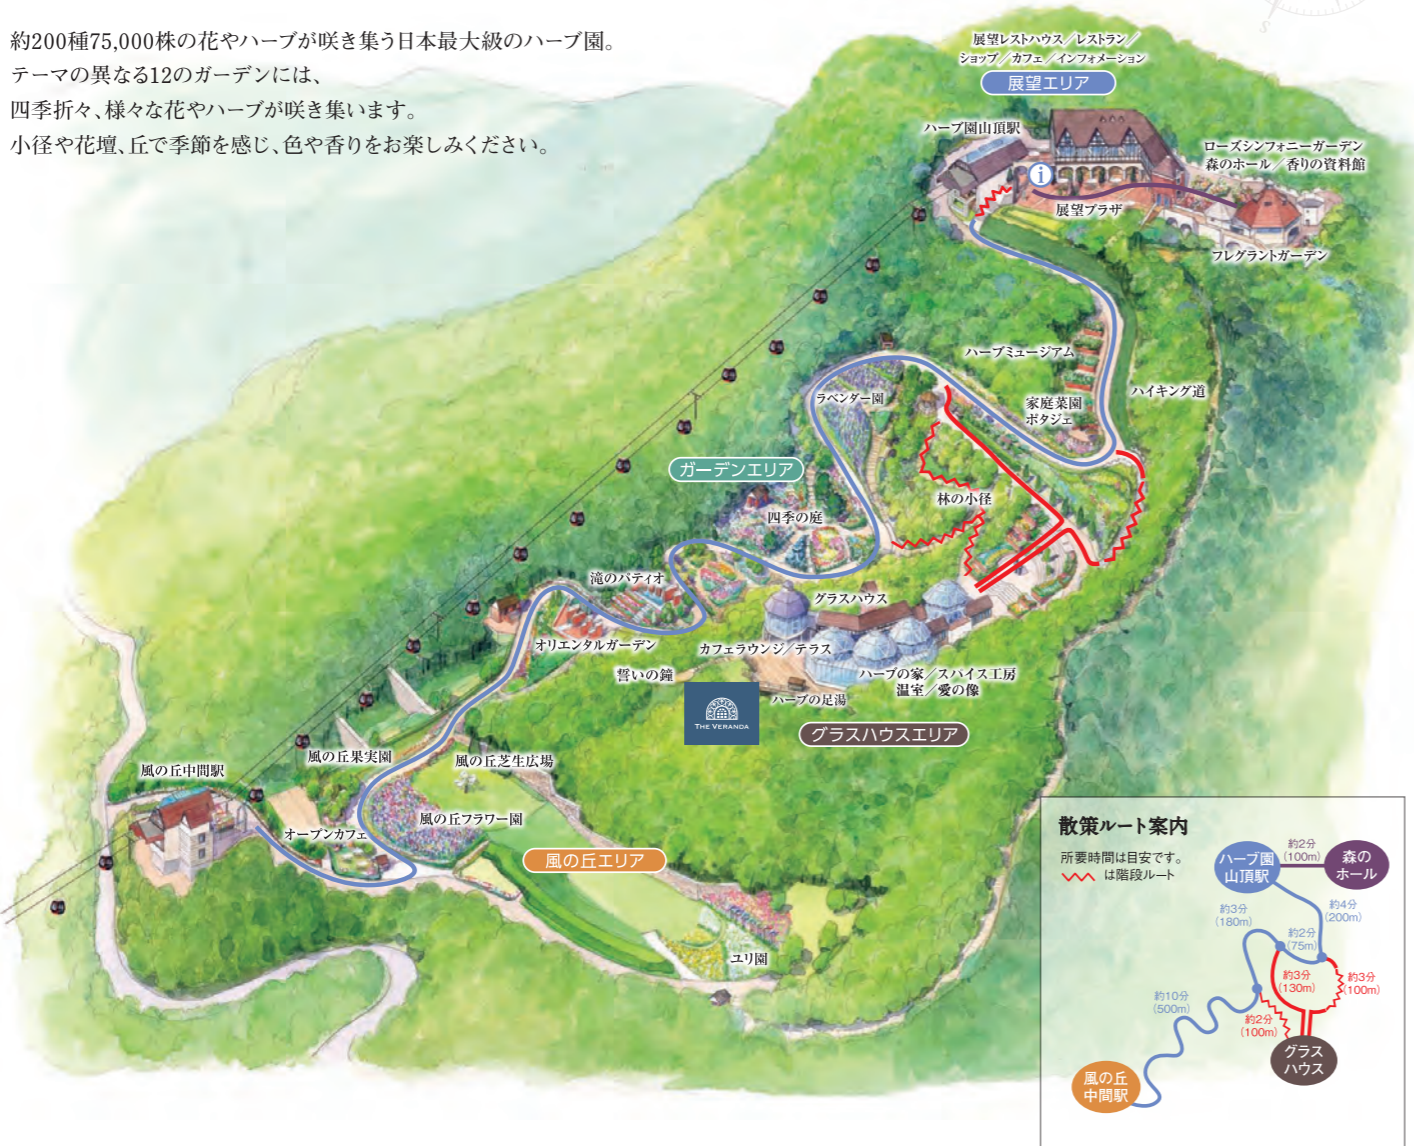 約200種75,000株の花やハーブが咲き集う日本最大級のハーブ園。
テーマの異なる12のガーデンには、
四季折々、様々な花やハーブが咲き集います。
小径や花壇、丘で季節を感じ、色や香りをお楽しみください。
S
展望レストハウス／レストラン／
ショップ／カフェ／インフォメーション
展望エリア
ハーブ園山頂駅
i
ローズシンフォニーガーデン
森のホール／香りの資料館
展望プラザ
フレグラントガーデン
ハーブミュージアム
ハイキング道
ラベンダー園
家庭菜園
ポタジェ
ガーデンエリア
林の小径
四季の庭
滝のパティオ
グラスハウス
オリエンタルガーデン
カフェラウンジ／テラス
誓いの鐘
ハーブの家／スパイス工房
温室／愛の像
ハーブの足湯
THE VERANDA
グラスハウスエリア
風の丘中間駅
風の丘果実園
風の丘芝生広場
オープンカフェ
風の丘フラワー園
風の丘エリア
ユリ園
散策ルート案内
所要時間は目安です。
は階段ルート
ハーブ園
山頂駅
約2分
(100m)
森の
ホール
約4分
(200m)
約3分
(180m)
約2分
(75m)
約3分
(130m)
約3分
(100m)
約10分
(500m)
約2分
(100m)
グラス
ハウス
風の丘
中間駅